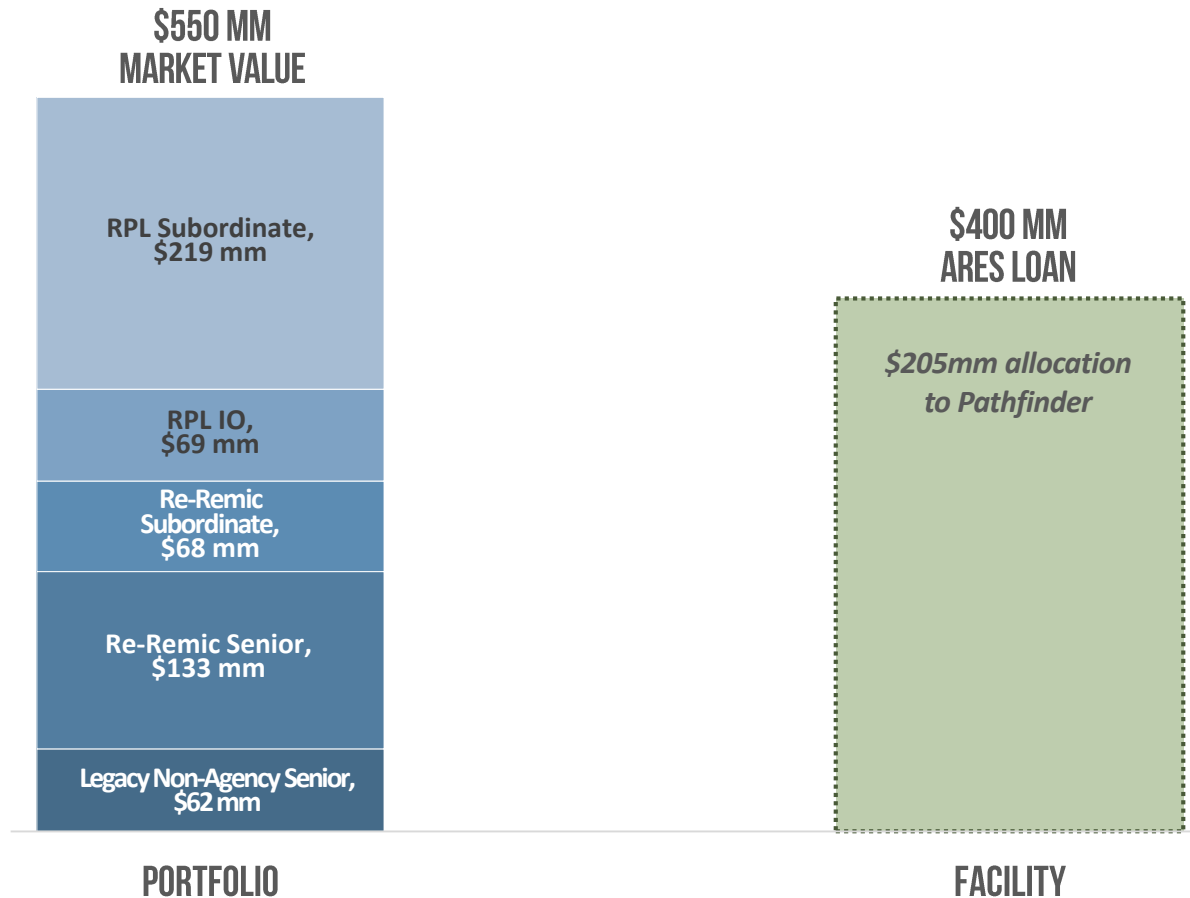 $550 MM
MARKET VALUE
RPL Subordinate,
$219 mm
RPL IO,
$69 mm
Re-Remic
Subordinate,
$68 mm
Re-Remic Senior,
$133 mm
Legacy Non-Agency Senior,
$62 mm
PORTFOLIO
$400 MM
ARES LOAN
$205mm allocation
to Pathfinder
FACILITY